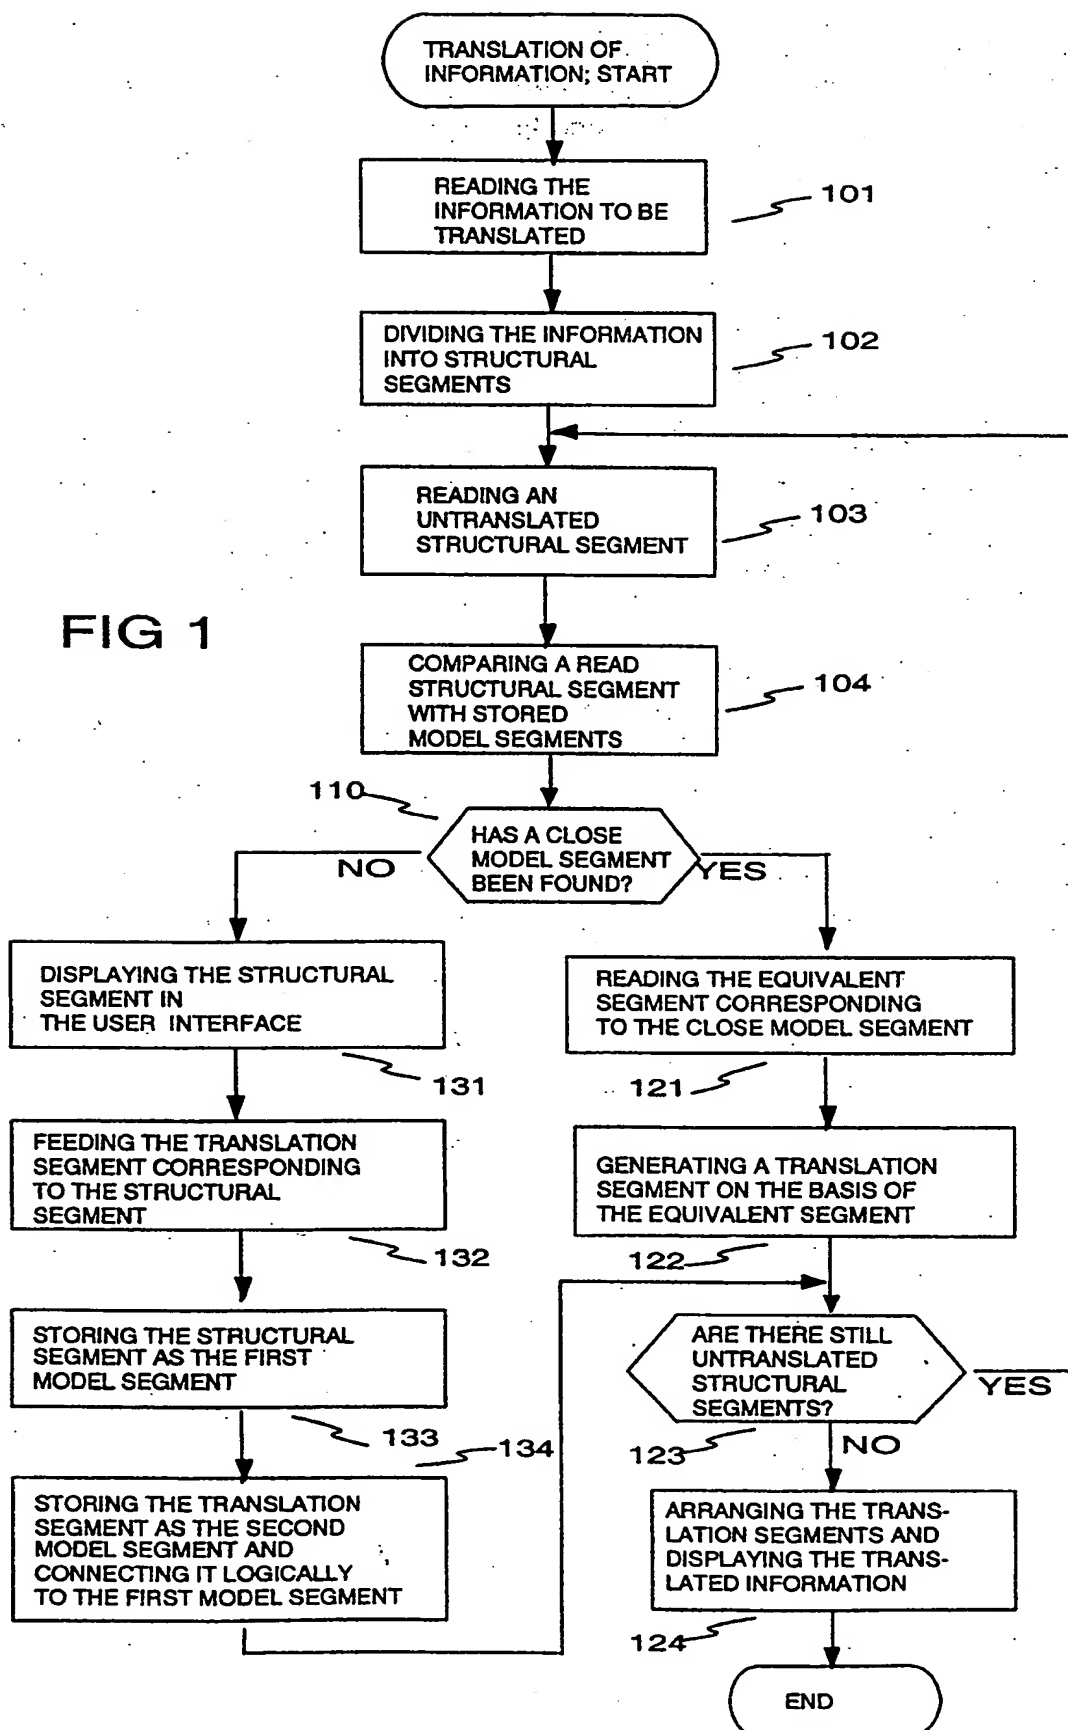 TRANSLATION OF
INFORMATION; START
READING THE
INFORMATION TO BE
TRANSLATED
101
DIVIDING THE INFORMATION
INTO STRUCTURAL
SEGMENTS
102
READING AN
UNTRANSLATED
STRUCTURAL SEGMENT
103
FIG 1
COMPARING A READ
STRUCTURAL SEGMENT
WITH STORED
MODEL SEGMENTS
104
110
HAS A CLOSE
MODEL SEGMENT
BEEN FOUND?
NO
YES
DISPLAYING THE STRUCTURAL
SEGMENT IN
THE USER INTERFACE
131
READING THE EQUIVALENT
SEGMENT CORRESPONDING
TO THE CLOSE MODEL SEGMENT
121
FEEDING THE TRANSLATION
SEGMENT CORRESPONDING
TO THE STRUCTURAL
SEGMENT
132
GENERATING A TRANSLATION
SEGMENT ON THE BASIS OF
THE EQUIVALENT SEGMENT
122
STORING THE STRUCTURAL
SEGMENT AS THE FIRST
MODEL SEGMENT
133
ARE THERE STILL
UNTRANSLATED
STRUCTURAL
SEGMENTS?
YES
123
NO
134
STORING THE TRANSLATION
SEGMENT AS THE SECOND
MODEL SEGMENT AND
CONNECTING IT LOGICALLY
TO THE FIRST MODEL SEGMENT
ARRANGING THE TRANS-
LATION SEGMENTS AND
DISPLAYING THE TRANS-
LATED INFORMATION
124
END